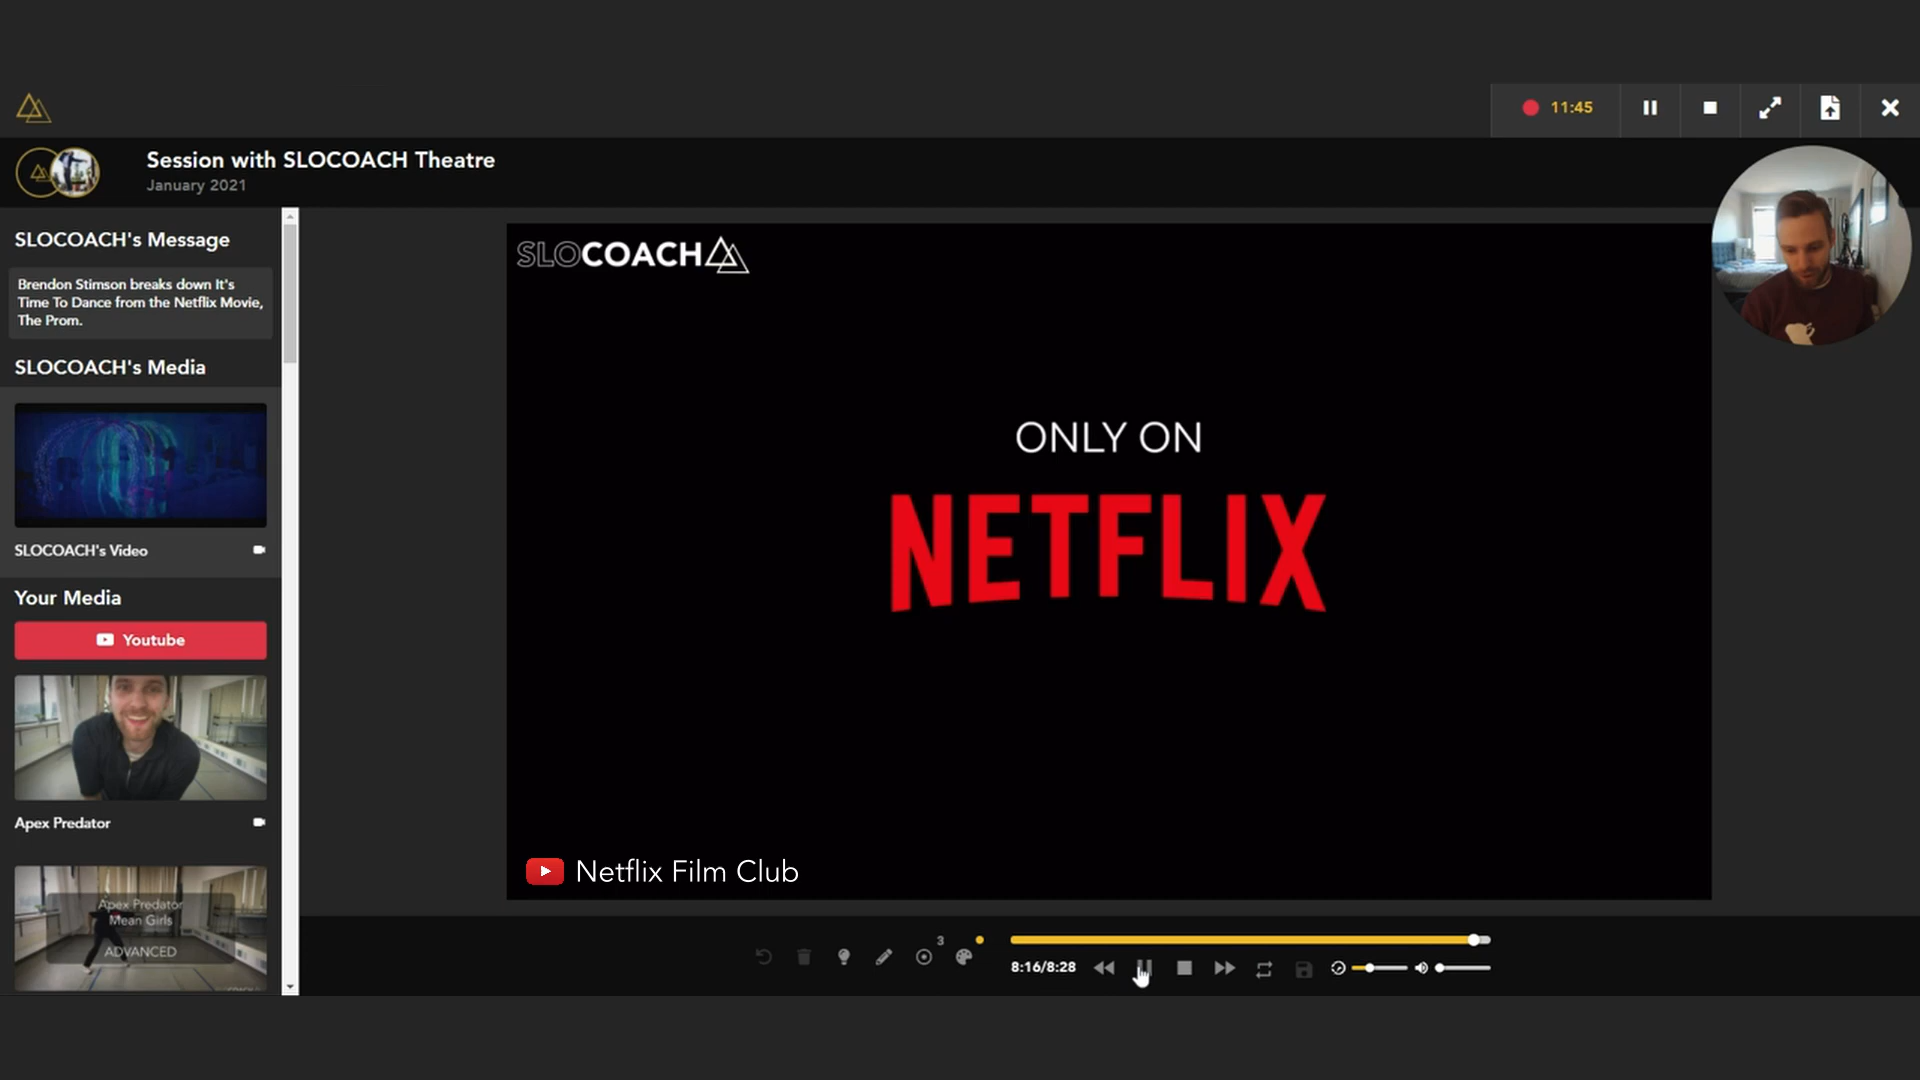 11:45
Session with SLOCOACH Theatre
January 2021
SLOCOACH's Message
Brendon Stimson breaks down It's
Time To Dance from the Netflix Movie,
The Prom.
SLOCOACH's Media
SLOCOACH's Video
Your Media
Youtube
Apex Predator
Apex Predator
Mean Girls
ADVANCED
SLOCOACH
ONLY ON
NETFLIX
Netflix Film Club
3
8:16/8:28